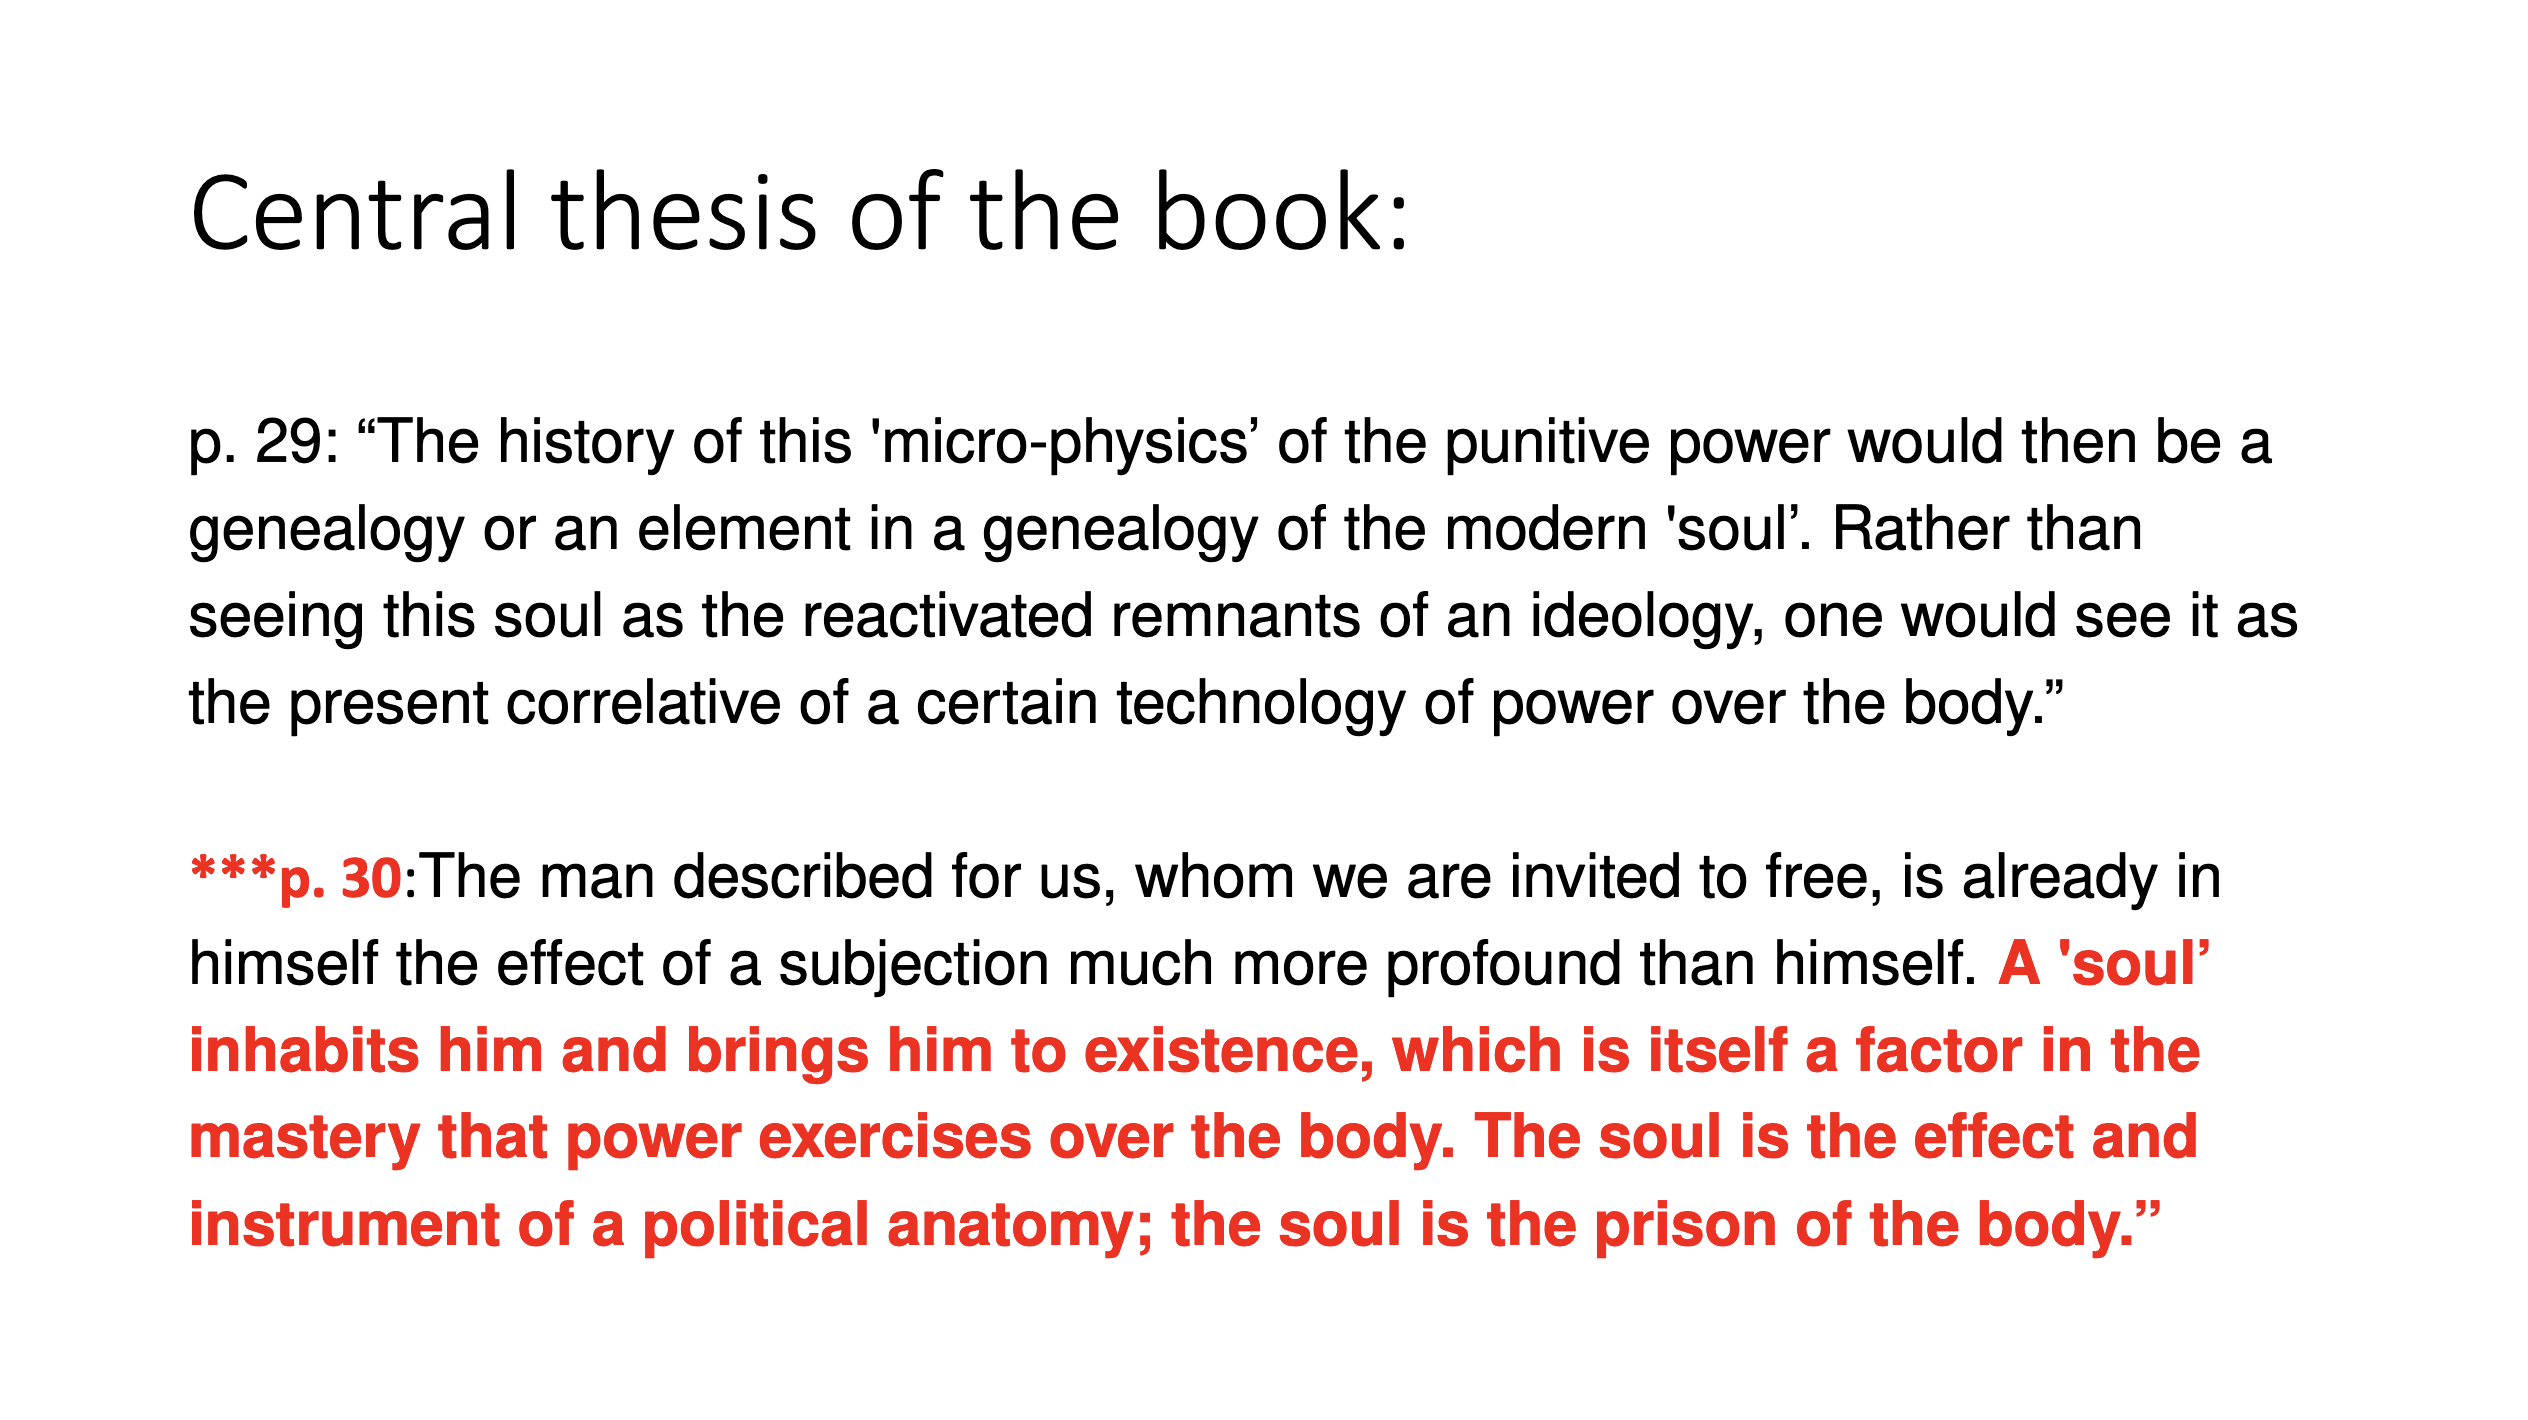 Central thesis of the book:
p. 29: “The history of this 'micro-physics’ of the punitive power would then be a
genealogy or an element in a genealogy of the modern 'soul’. Rather than
seeing this soul as the reactivated remnants of an ideology, one would see it as
the present correlative of a certain technology of power over the body.”
***p. 30:The man described for us, whom we are invited to free, is already in
himself the effect of a subjection much more profound than himself. A 'soul’
inhabits him and brings him to existence, which is itself a factor in the
mastery that power exercises over the body. The soul is the effect and
instrument of a political anatomy; the soul is the prison of the body.”